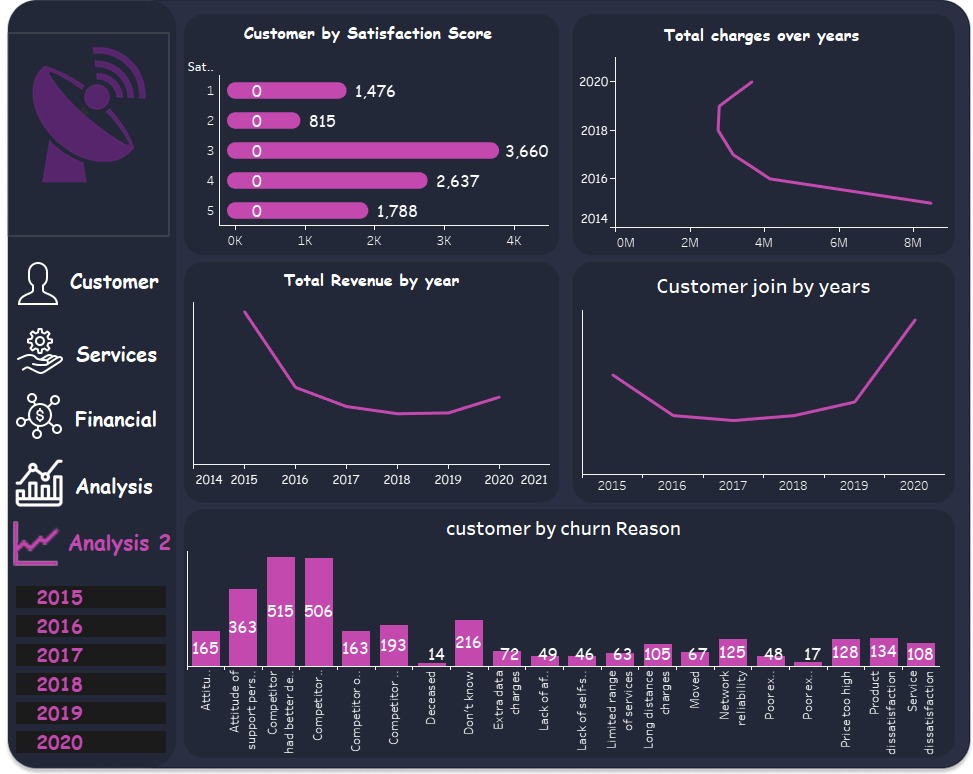 Customer
Services
Financial
Analysis
Analysis 2
2015
2016
2017
2018
2019
2020
Customer by Satisfaction Score
Sat..
1 0 1,476
2 0 815
3 0 3,660
4 0 2,637
5 0 1,788
0K 1K 2K 3K 4K
Total charges over years
2020
2018
2016
2014
0M 2M 4M 6M 8M
Total Revenue by year
2014 2015 2016 2017 2018 2019 2020 2021
Customer join by years
2015 2016 2017 2018 2019 2020
customer by churn Reason
165 363 515 506 163 193 14 216 72 49 46 63 105 67 125 48 17 128 134 108
Attitu..
Attitude of
support pers..
Competitor
had better de..
Competitor..
Competitor o..
Competitor ..
Deceased
Don't know
Extra data
charges
Lack of af..
Lack of self-s..
Limited range
of services
Long distance
charges
Moved
Network
reliability
Poor ex..
Poor ex..
Price too high
Product
dissatisfaction
Service
dissatisfaction